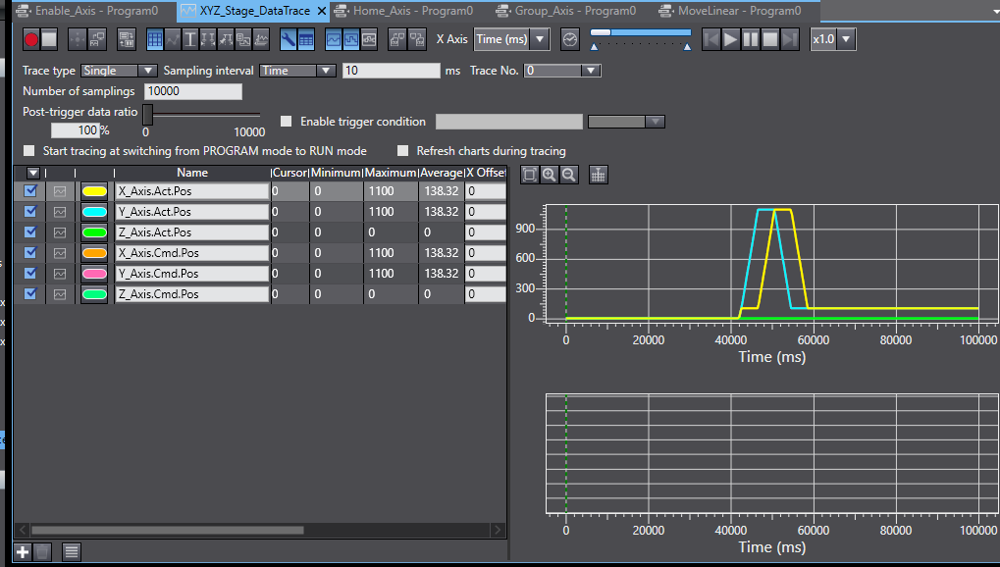 Enable_Axis - Program0 XYZ_Stage_DataTrace Home_Axis - Program0 Group_Axis - Program0 MoveLinear - Program0
X Axis Time (ms) x1.0
Trace type Single Sampling interval Time 10 ms Trace No. 0
Number of samplings 10000
Post-trigger data ratio
100 % 0 10000
Enable trigger condition
Start tracing at switching from PROGRAM mode to RUN mode Refresh charts during tracing
Name Cursor Minimum Maximum Average X Offset
X_Axis.Act.Pos 0 0 1100 138.32 0
Y_Axis.Act.Pos 0 0 1100 138.32 0
Z_Axis.Act.Pos 0 0 0 0 0
X_Axis.Cmd.Pos 0 0 1100 138.32 0
Y_Axis.Cmd.Pos 0 0 1100 138.32 0
Z_Axis.Cmd.Pos 0 0 0 0 0
900
600
300
0
0 20000 40000 60000 80000 100000
Time (ms)
0 20000 40000 60000 80000 100000
Time (ms)